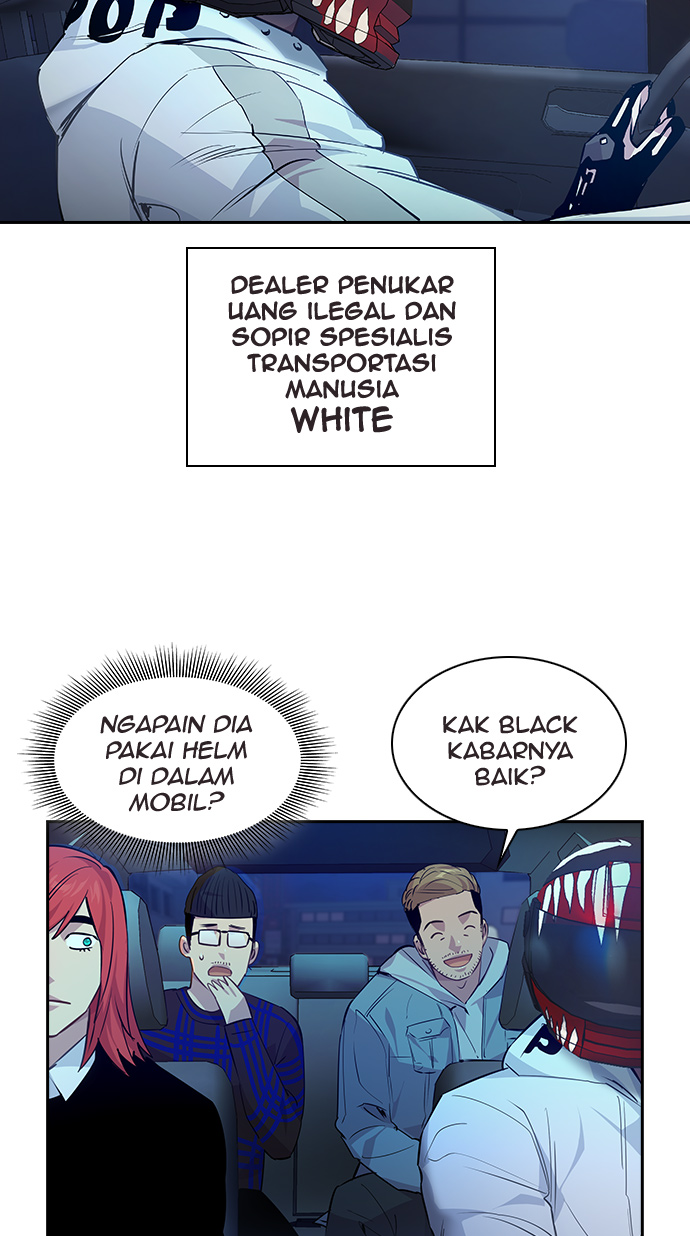 DEALER PENUKAR
UANG ILEGAL DAN
SOPIR SPESIALIS
TRANSPORTASI
MANUSIA
WHITE
NGAPAIN DIA
PAKAI HELM
DI DALAM
MOBIL?
KAK BLACK
KABARNYA
BAIK?